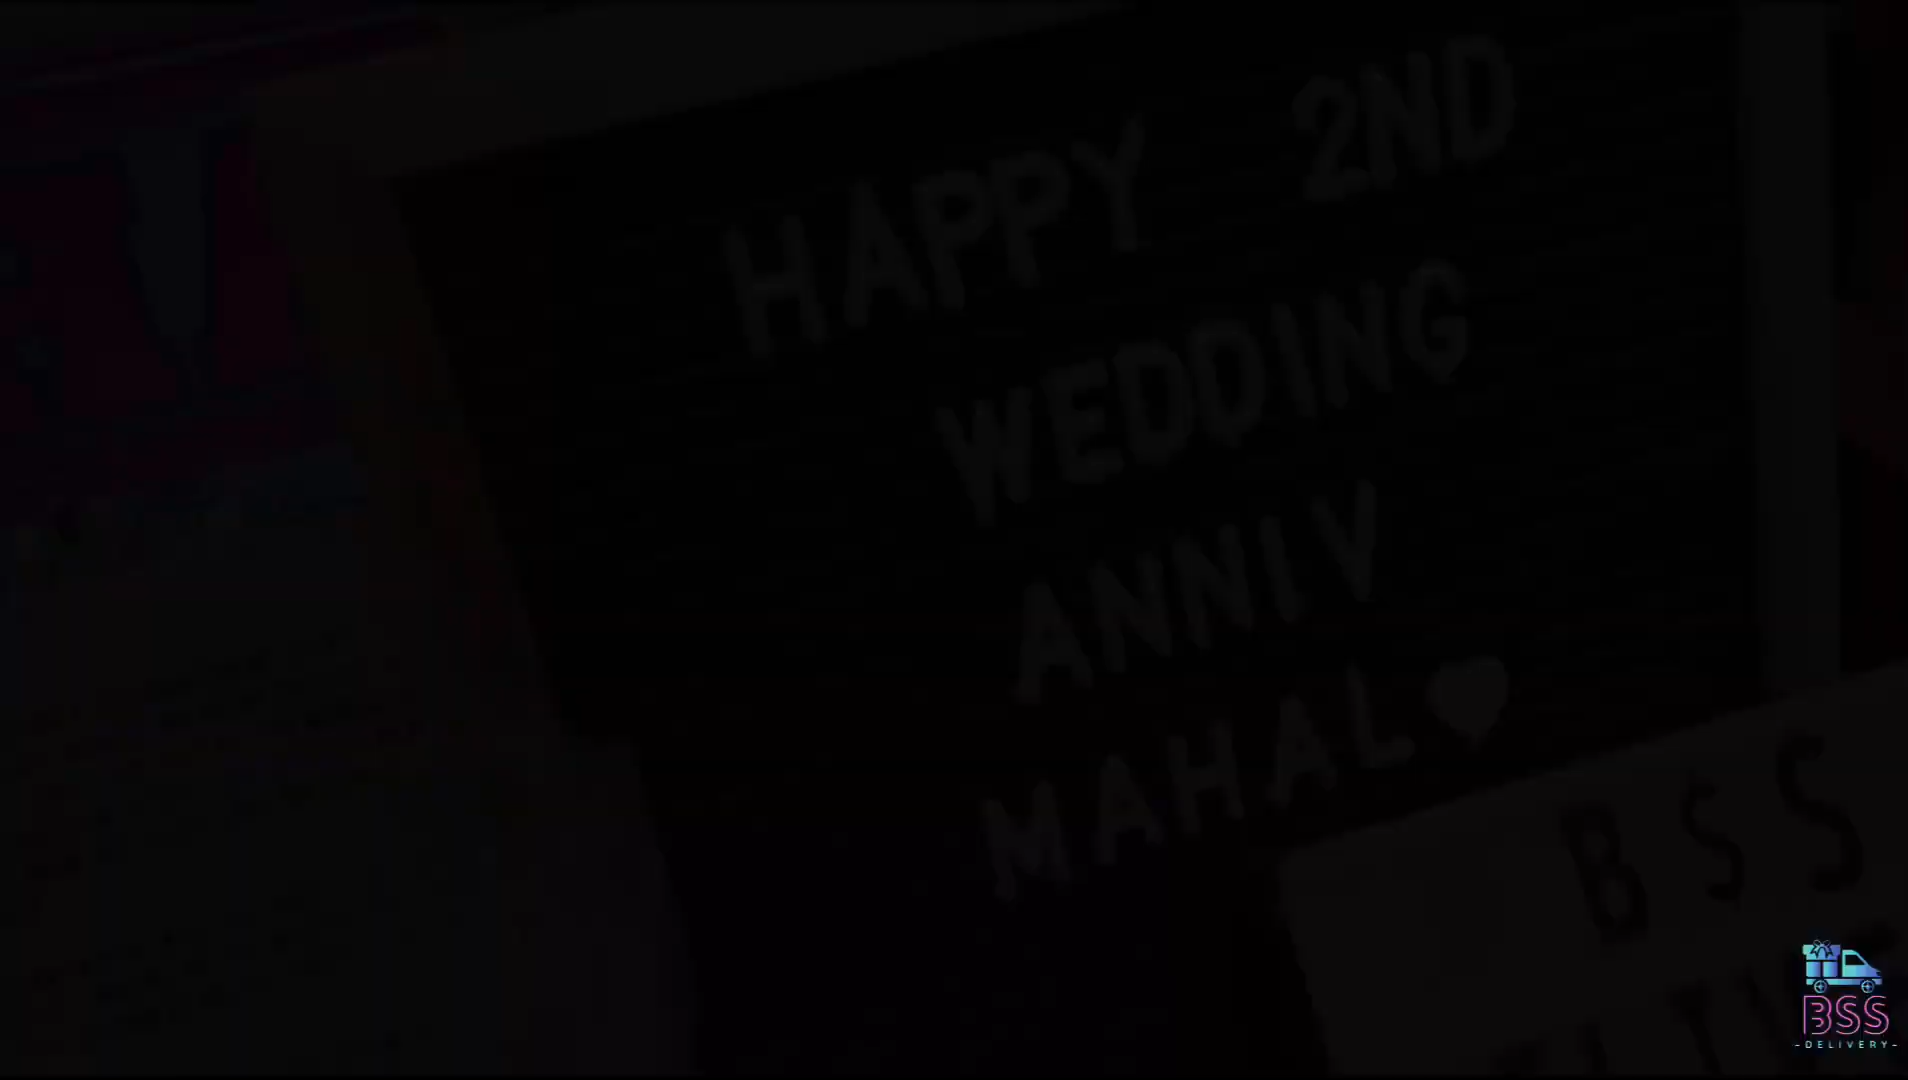 HAPPY 2ND
WEDDING
ANNIV
MAHAL
BSS
BSS
-DELIVERY-